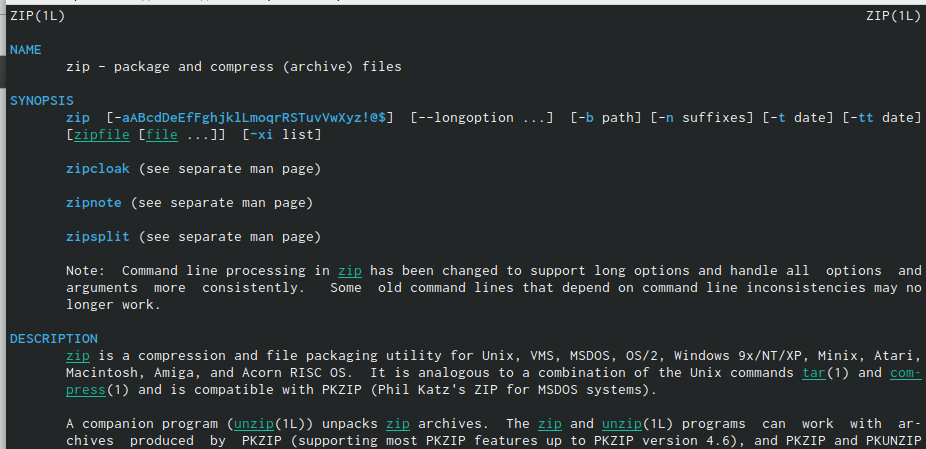 ZIP(1L) ZIP(1L)
NAME
zip - package and compress (archive) files
SYNOPSIS
zip [-aABcdDeEfFghjklLmoqrRSTuvVwXyz!@$] [--longoption ...] [-b path] [-n suffixes] [-t date] [-tt date]
[zipfile [file ...]] [-xi list]
zipcloak (see separate man page)
zipnote (see separate man page)
zipsplit (see separate man page)
Note: Command line processing in zip has been changed to support long options and handle all options and
arguments more consistently. Some old command lines that depend on command line inconsistencies may no
longer work.
DESCRIPTION
zip is a compression and file packaging utility for Unix, VMS, MSDOS, OS/2, Windows 9x/NT/XP, Minix, Atari,
Macintosh, Amiga, and Acorn RISC OS. It is analogous to a combination of the Unix commands tar(1) and com-
press(1) and is compatible with PKZIP (Phil Katz's ZIP for MSDOS systems).
A companion program (unzip(1L)) unpacks zip archives. The zip and unzip(1L) programs can work with ar-
chives produced by PKZIP (supporting most PKZIP features up to PKZIP version 4.6), and PKZIP and PKUNZIP